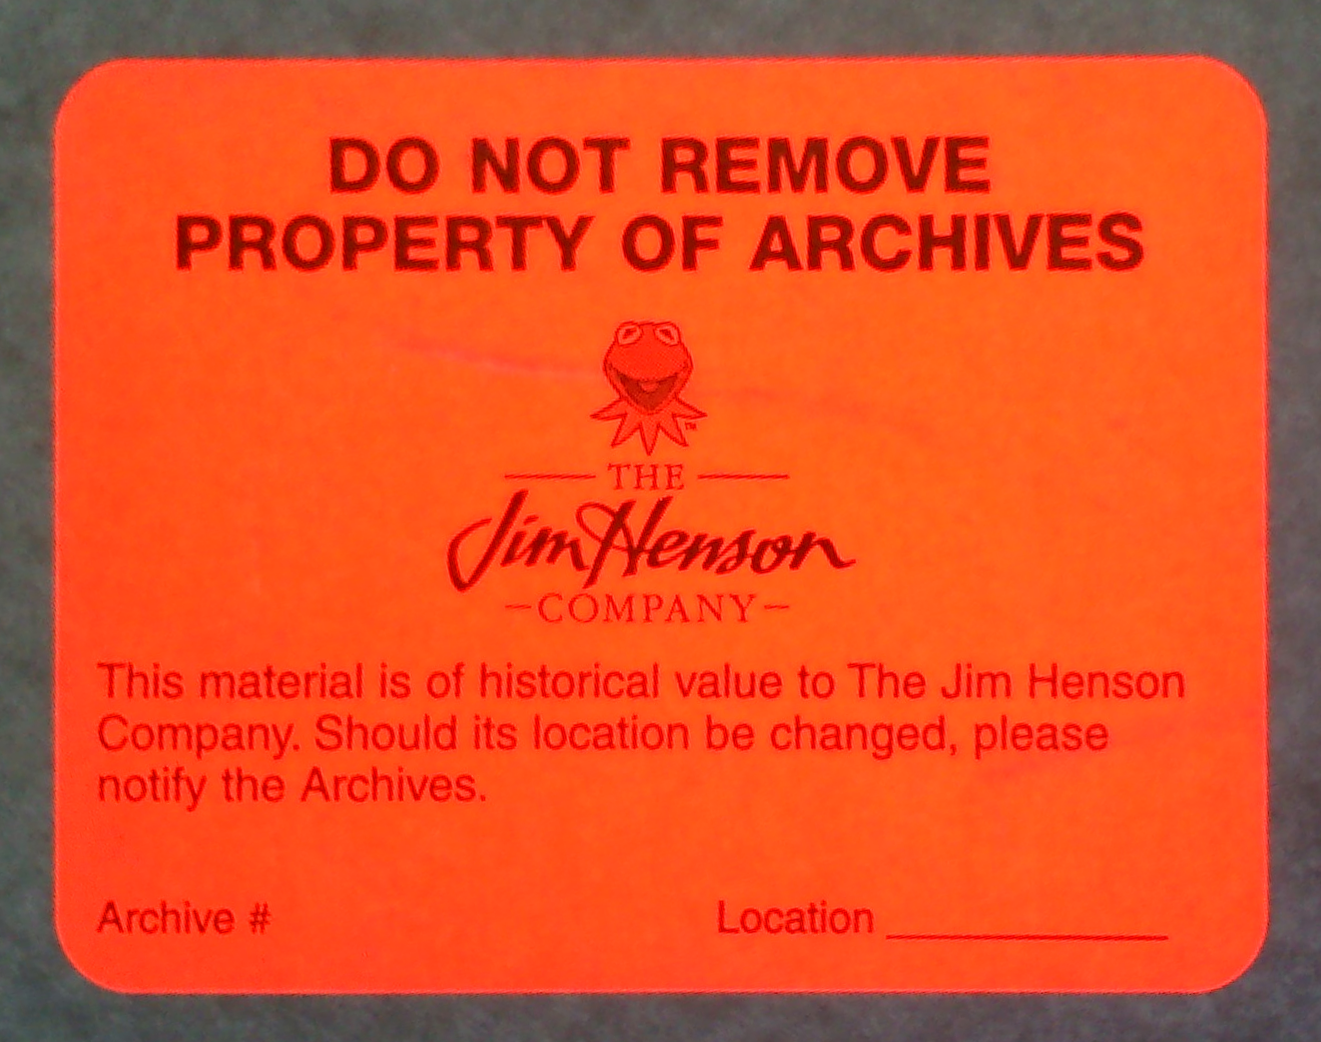 DO NOT REMOVE
PROPERTY OF ARCHIVES
™
THE
Jim Henson
–COMPANY–
This material is of historical value to The Jim Henson
Company. Should its location be changed, please
notify the Archives.
Archive # Location ____________